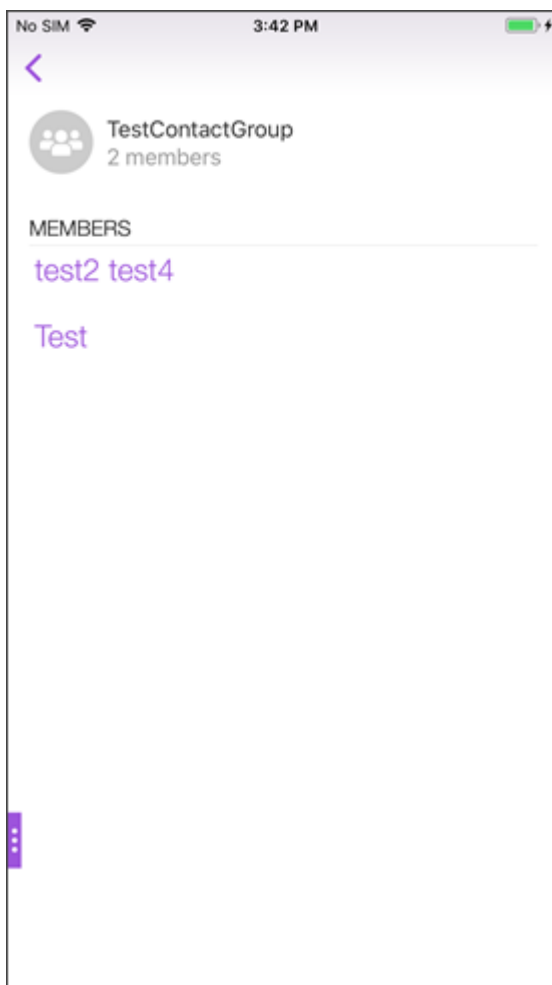 No SIM 3:42 PM
TestContactGroup
2 members
MEMBERS
test2 test4
Test